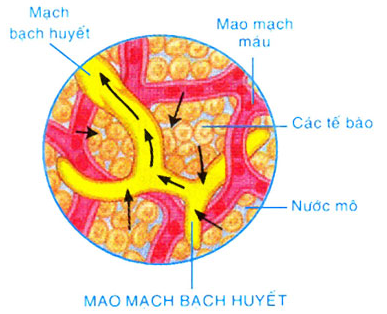 Mạch
bạch huyết
Mao mạch
máu
Các tế bào
Nước mô
MAO MẠCH BẠCH HUYẾT